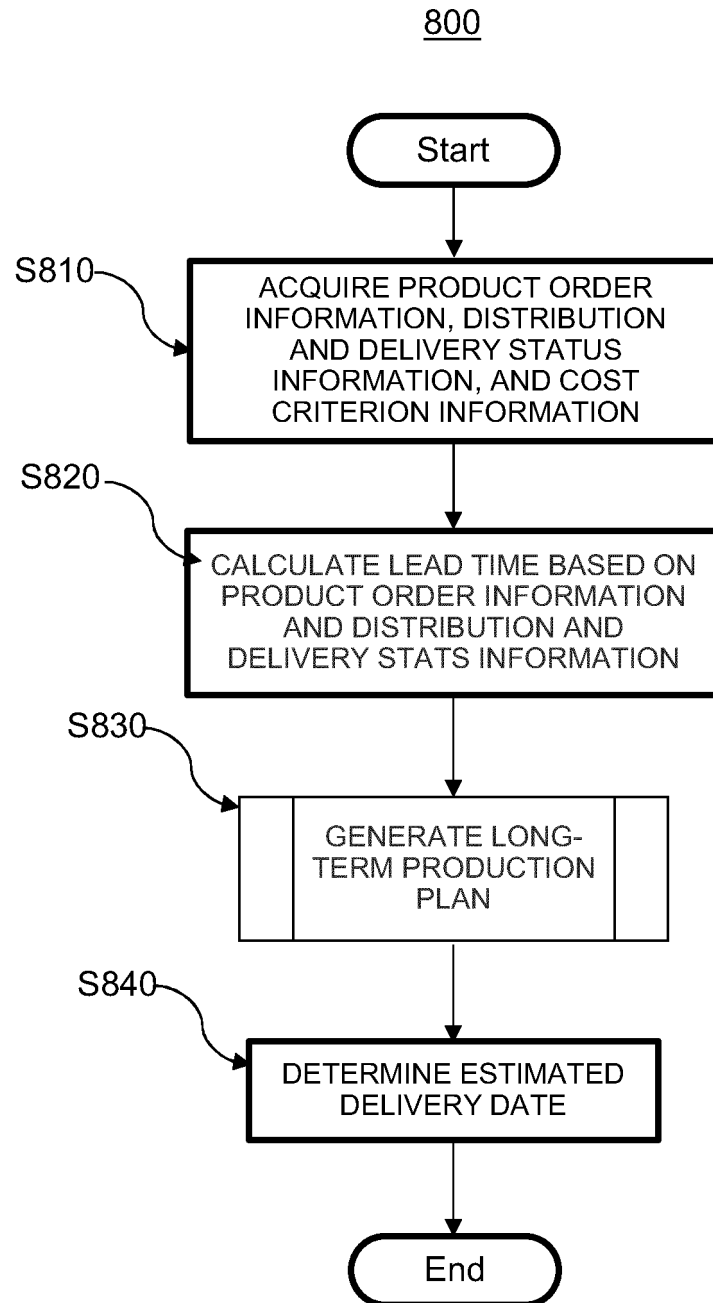 800
Start
S810
ACQUIRE PRODUCT ORDER
INFORMATION, DISTRIBUTION
AND DELIVERY STATUS
INFORMATION, AND COST
CRITERION INFORMATION
S820
CALCULATE LEAD TIME BASED ON
PRODUCT ORDER INFORMATION
AND DISTRIBUTION AND
DELIVERY STATS INFORMATION
S830
GENERATE LONG-
TERM PRODUCTION
PLAN
S840
DETERMINE ESTIMATED
DELIVERY DATE
End